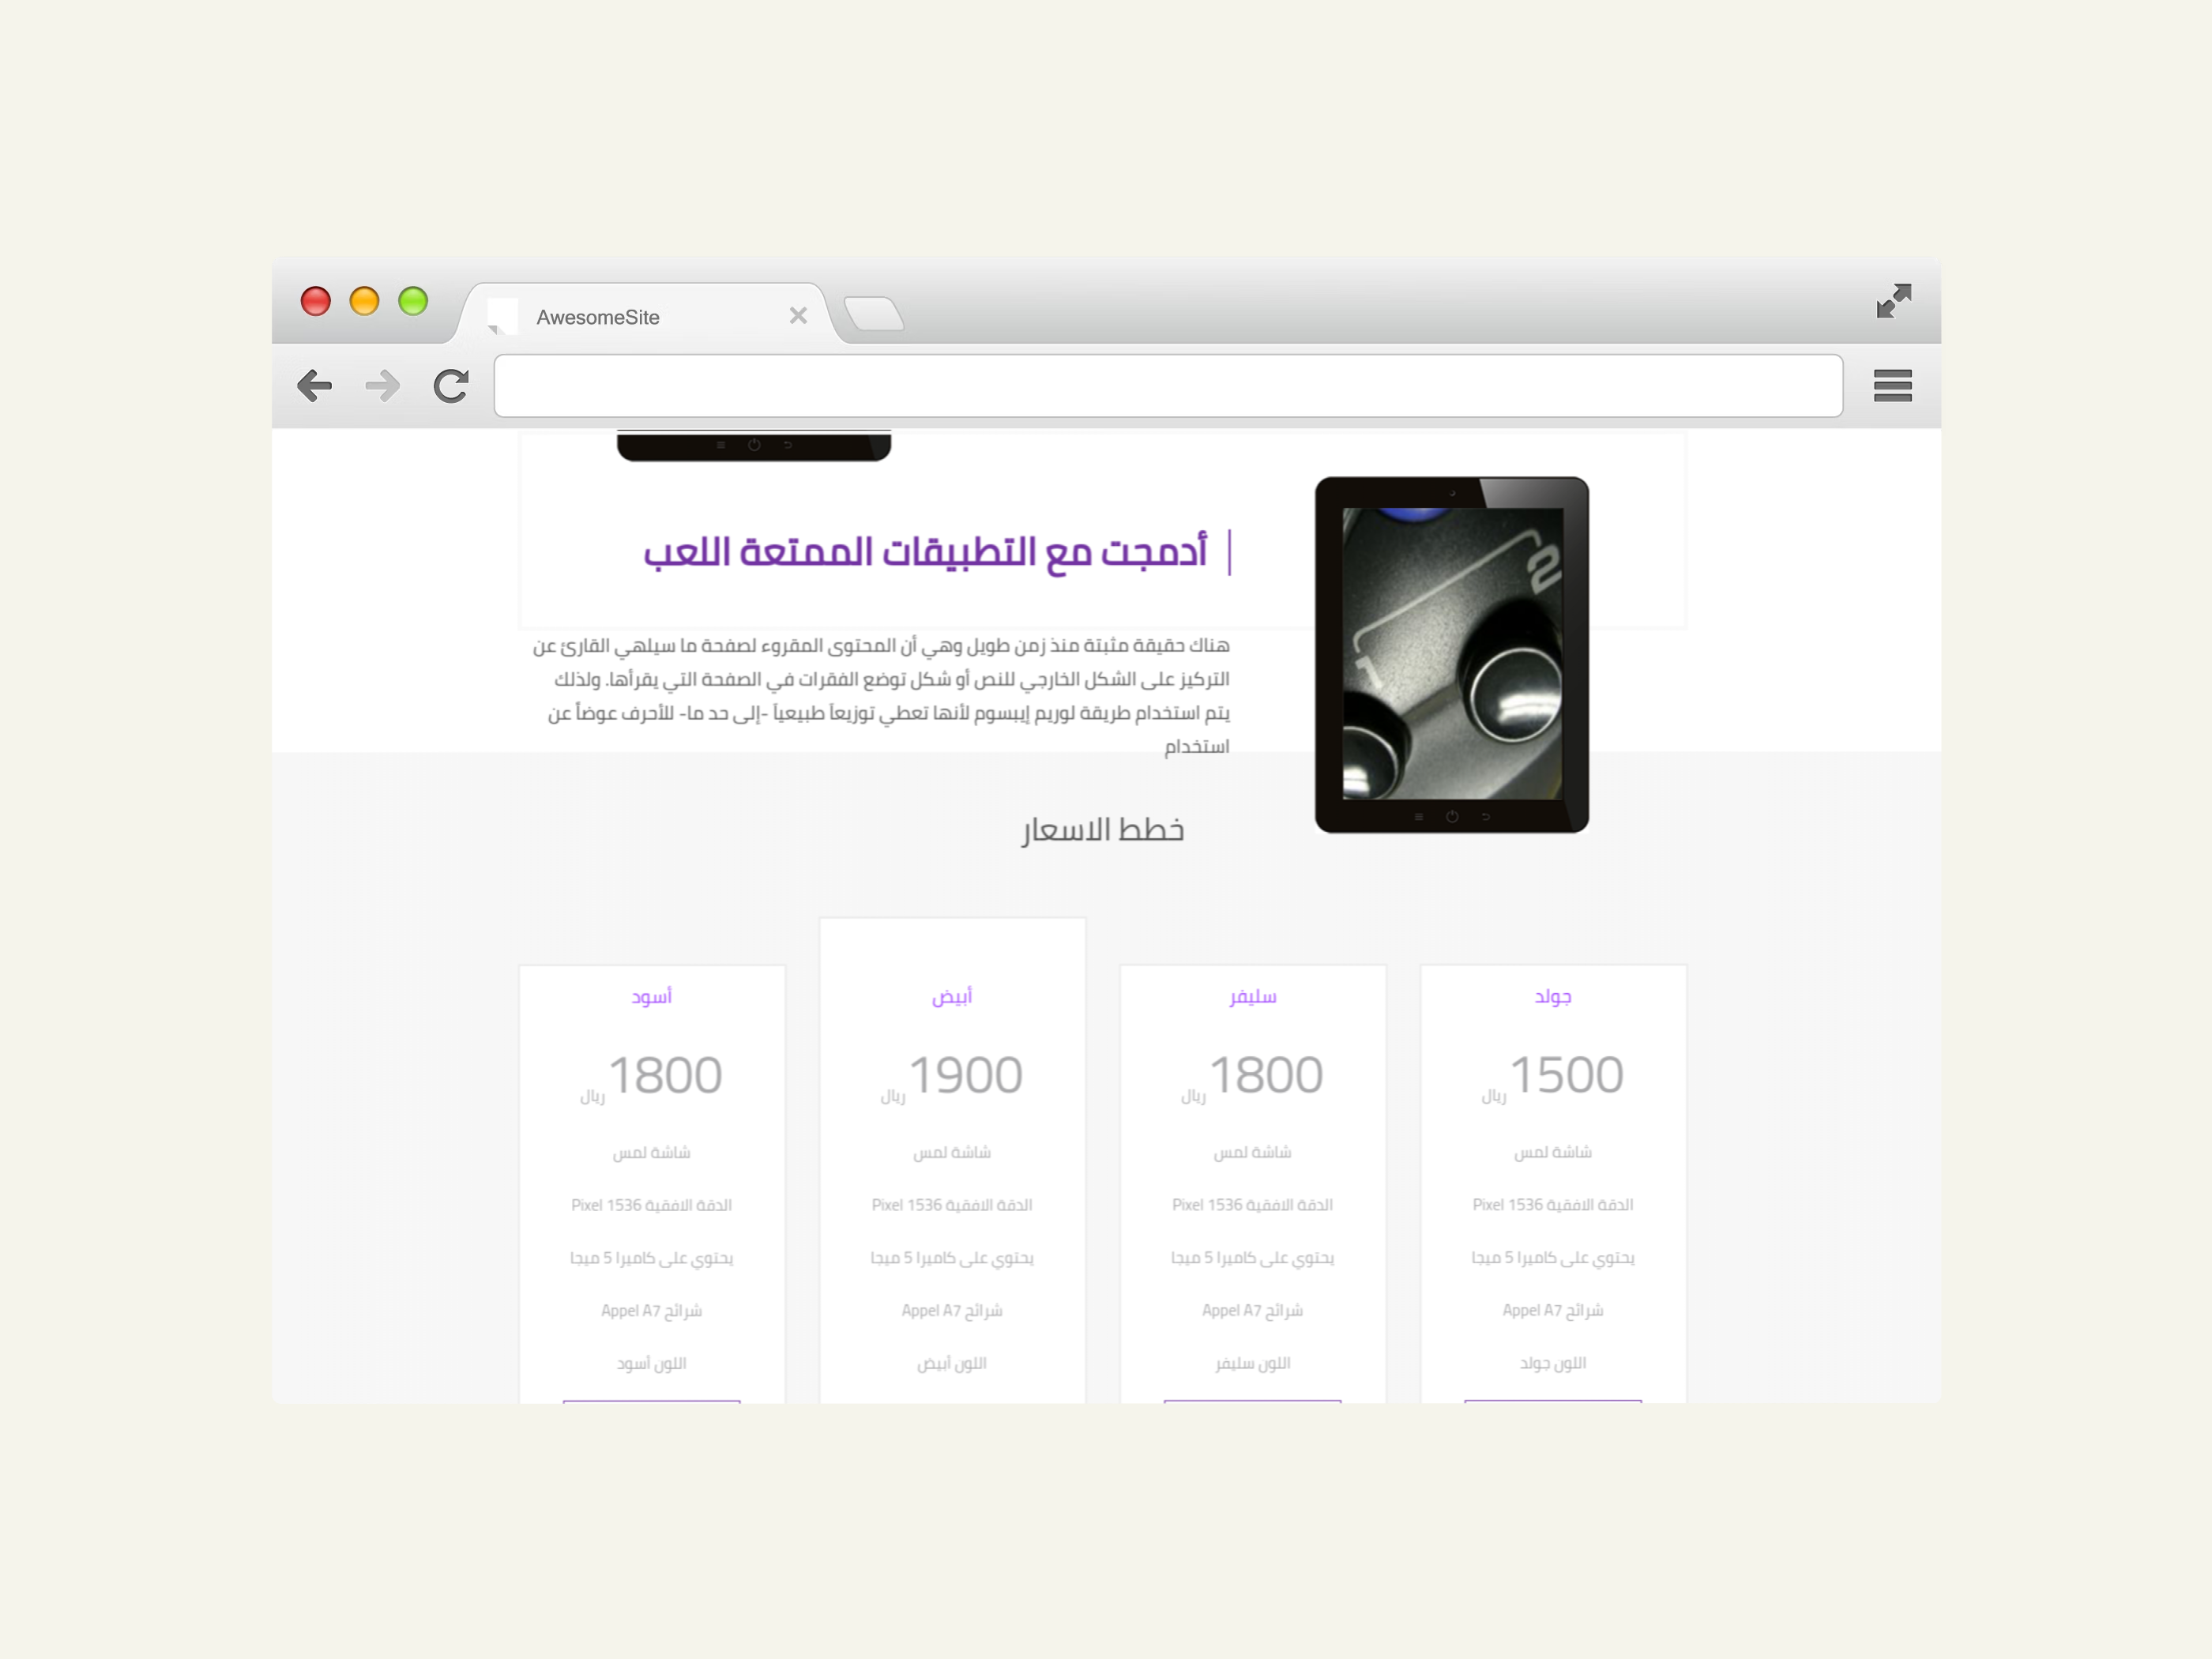 AwesomeSite
أدمجت مع التطبيقات الممتعة اللعب
هناك حقيقة مثبتة منذ زمن طويل وهي أن المحتوى المقروء لصفحة ما سيلهي القارئ عن
التركيز على الشكل الخارجي للنص أو شكل توضع الفقرات في الصفحة التي يقرأها. ولذلك
يتم استخدام طريقة لوريم إيبسوم لأنها تعطي توزيعاَ طبيعياَ -إلى حد ما- للأحرف عوضاً عن
استخدام
2
1
خطط الاسعار
جولد
1500 ريال
شاشة لمس
الدقة الافقية 1536 Pixel
يحتوي على كاميرا 5 ميجا
شرائح Appel A7
اللون جولد
سليفر
1800 ريال
شاشة لمس
الدقة الافقية 1536 Pixel
يحتوي على كاميرا 5 ميجا
شرائح Appel A7
اللون سليفر
أبيض
1900 ريال
شاشة لمس
الدقة الافقية 1536 Pixel
يحتوي على كاميرا 5 ميجا
شرائح Appel A7
اللون أبيض
أسود
1800 ريال
شاشة لمس
الدقة الافقية 1536 Pixel
يحتوي على كاميرا 5 ميجا
شرائح Appel A7
اللون أسود